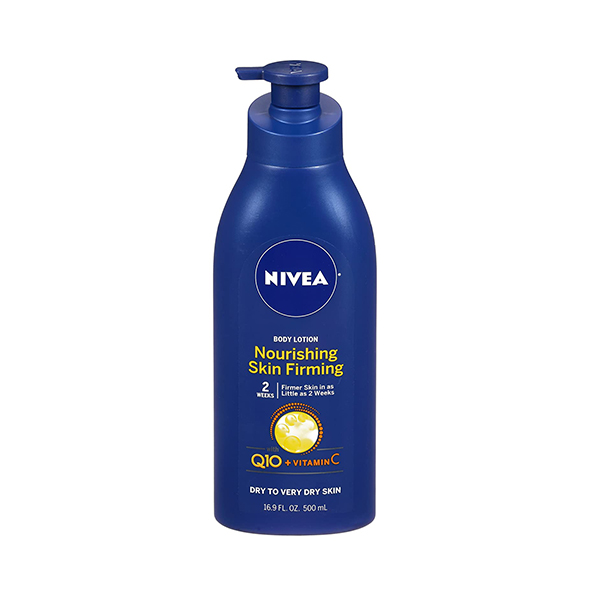 NIVEA®
BODY LOTION
Nourishing
Skin Firming
2
WEEKS
Firmer Skin in as
Little as 2 Weeks
Q10 + VITAMIN C
DRY TO VERY DRY SKIN
16.9 FL. OZ. 500 mL